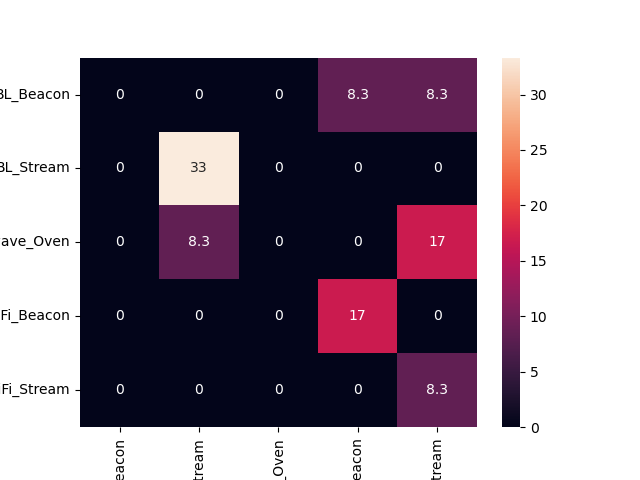 BL_Beacon 0 0 0 8.3 8.3
BL_Stream 0 33 0 0 0
ave_Oven 0 8.3 0 0 17
Fi_Beacon 0 0 0 17 0
Fi_Stream 0 0 0 0 8.3
eacon
tream
_Oven
eacon
tream
30
25
20
15
10
5
0